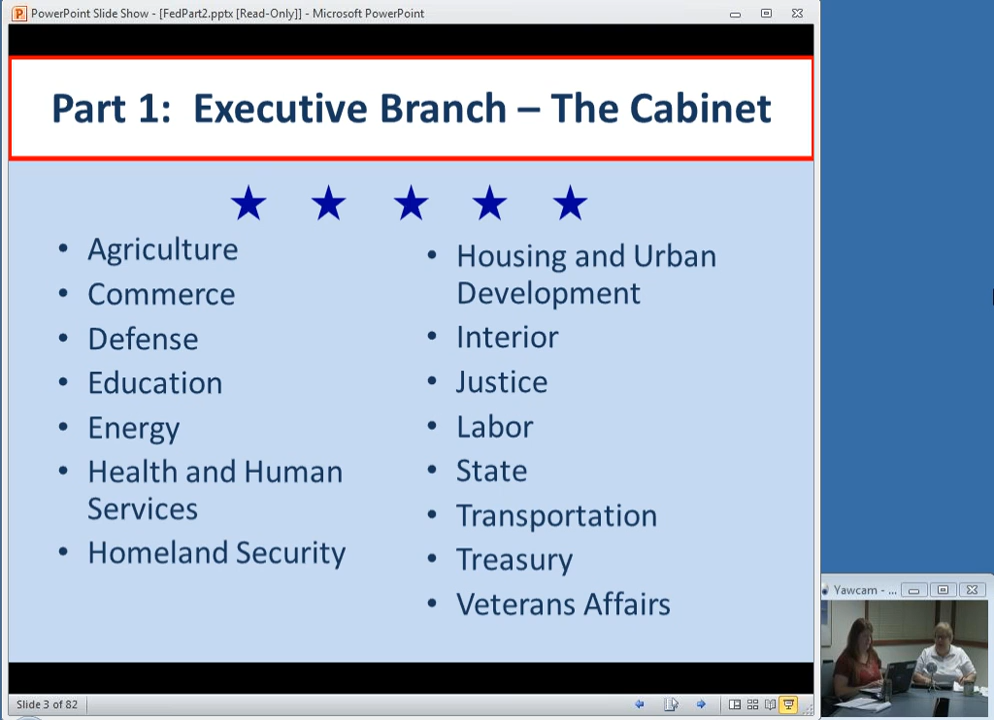 PowerPoint Slide Show - [FedPart2.pptx [Read-Only]] - Microsoft PowerPoint
Part 1: Executive Branch – The Cabinet
• Agriculture
• Commerce
• Defense
• Education
• Energy
• Health and Human
Services
• Homeland Security
• Housing and Urban
Development
• Interior
• Justice
• Labor
• State
• Transportation
• Treasury
• Veterans Affairs
Yawcam - ...
Slide 3 of 82